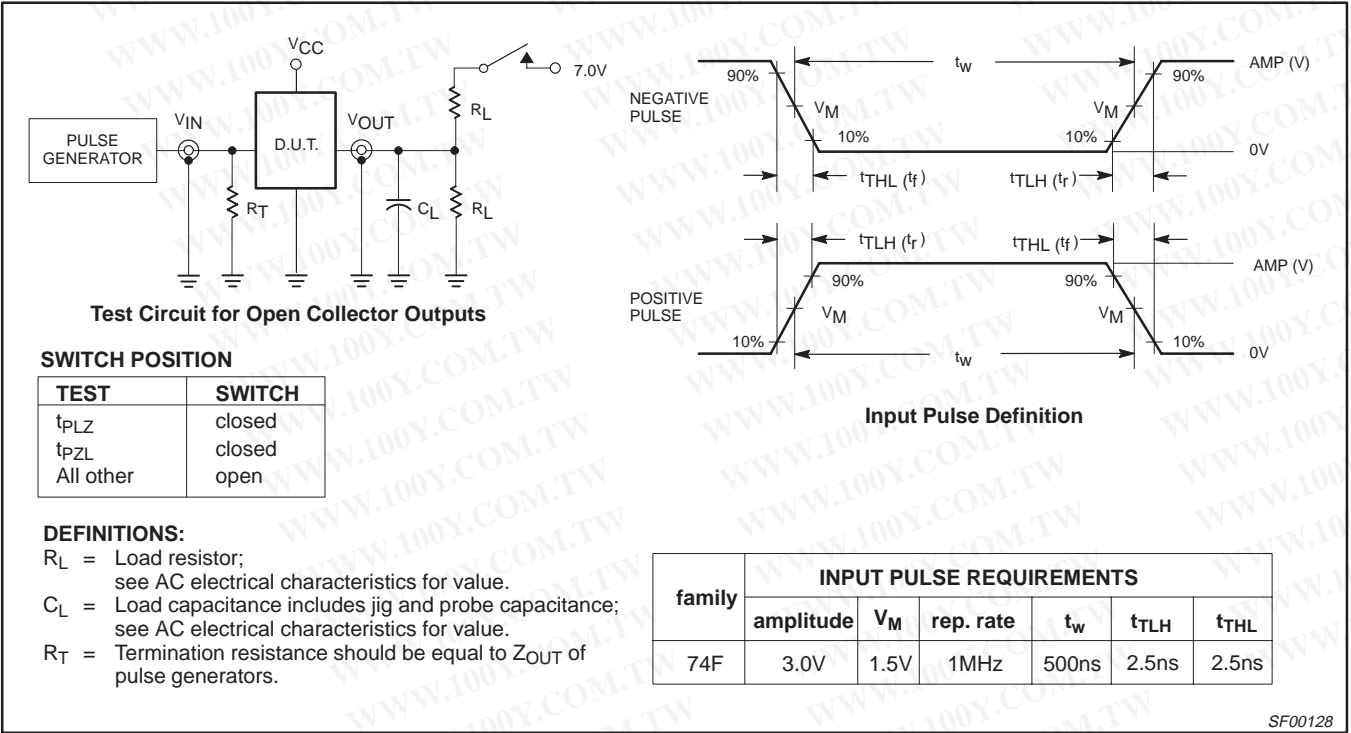 VCC
7.0V
RL
VIN
VOUT
PULSE
GENERATOR
D.U.T.
RT
CL
RL
Test Circuit for Open Collector Outputs
SWITCH POSITION
TEST SWITCH
tPLZ closed
tPZL closed
All other open
DEFINITIONS:
RL = Load resistor;
see AC electrical characteristics for value.
CL = Load capacitance includes jig and probe capacitance;
see AC electrical characteristics for value.
RT = Termination resistance should be equal to ZOUT of
pulse generators.
NEGATIVE
PULSE
90%
tw
90%
AMP (V)
VM
VM
10%
10%
0V
tTHL (tf)
tTLH (tr)
tTLH (tr)
tTHL (tf)
AMP (V)
90%
90%
POSITIVE
PULSE
VM
VM
10%
10%
tw
0V
Input Pulse Definition
family
INPUT PULSE REQUIREMENTS
amplitude VM rep. rate tw tTLH tTHL
74F 3.0V 1.5V 1MHz 500ns 2.5ns 2.5ns
SF00128
WWW.100Y.COM.TW